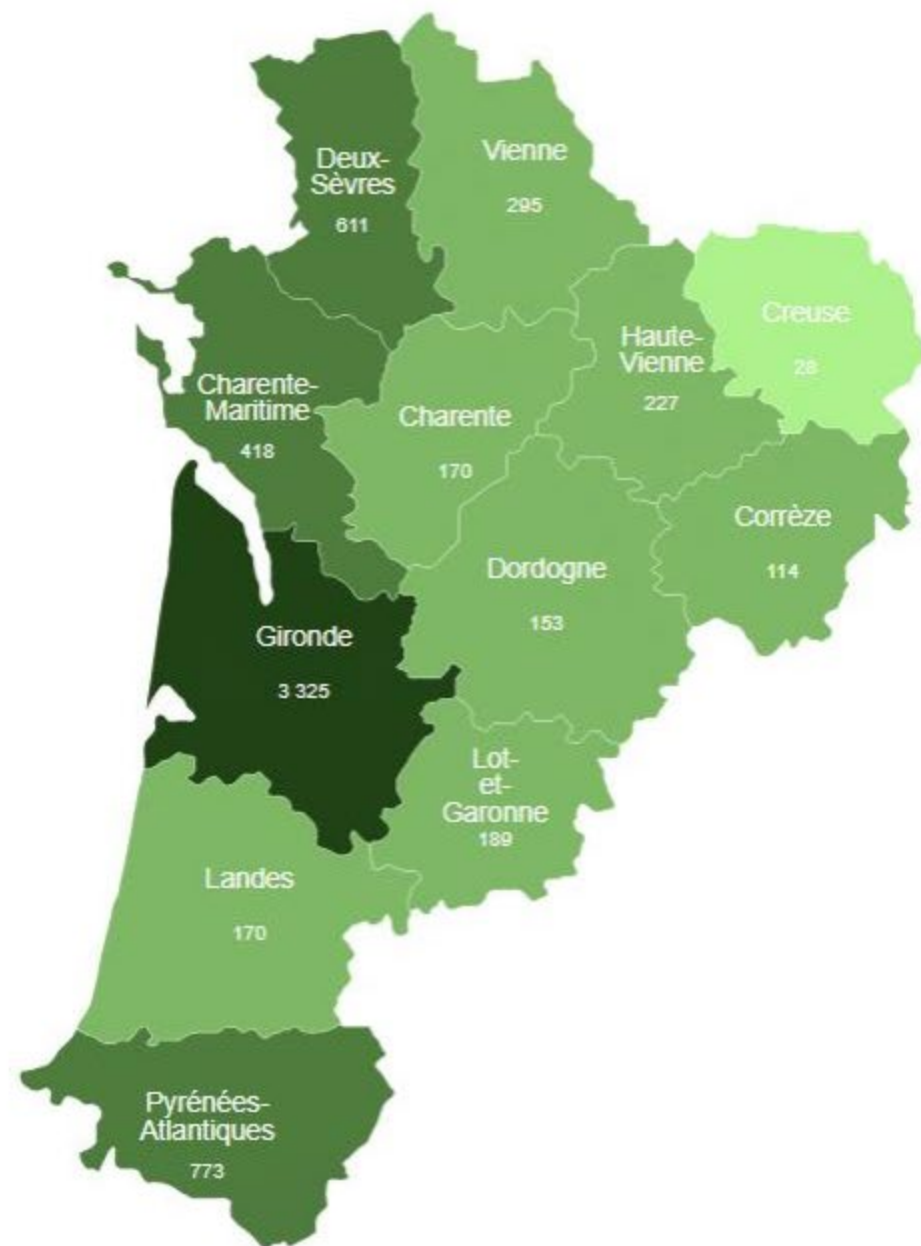 Vienne
295
Deux-
Sèvres
611
Creuse
28
Haute-
Vienne
227
Charente-
Maritime
418
Charente
170
Corrèze
114
Dordogne
153
Gironde
3 325
Lot-
et-
Garonne
189
Landes
170
Pyrénées-
Atlantiques
773